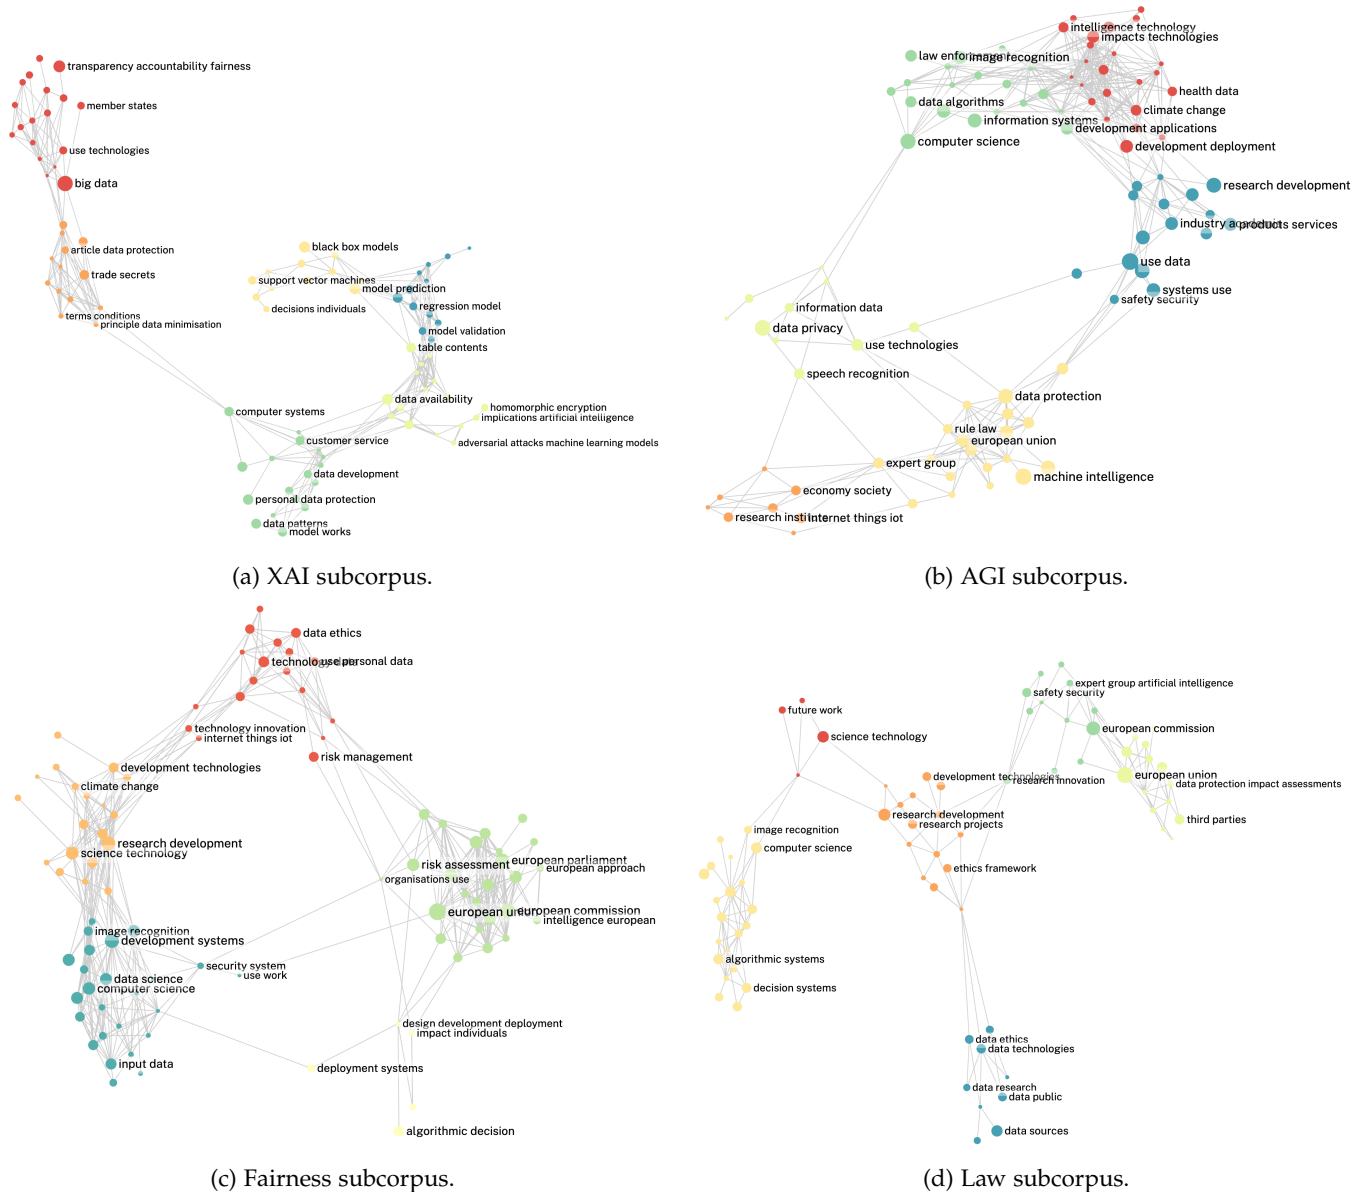 transparency accountability fairness
member states
use technologies
big data
article data protection
trade secrets
terms conditions
principle data minimisation
black box models
support vector machines
model prediction
decisions individuals
regression model
model validation
table contents
data availability
homomorphic encryption
implications artificial intelligence
adversarial attacks machine learning models
computer systems
customer service
data development
personal data protection
data patterns
model works
(a) XAI subcorpus.
intelligence technology
impacts technologies
law enforcement
image recognition
health data
data algorithms
climate change
information systems
development applications
computer science
development deployment
research development
industry academia
products services
use data
systems use
safety security
information data
data privacy
use technologies
speech recognition
data protection
rule law
european union
expert group
machine intelligence
economy society
research institute
internet things iot
(b) AGI subcorpus.
data ethics
technology
use personal data
technology innovation
internet things iot
risk management
development technologies
climate change
research development
science technology
european parliament
risk assessment
european approach
organisations use
european union
european commission
intelligence european
image recognition
development systems
security system
use work
data science
computer science
design development deployment
impact individuals
input data
deployment systems
algorithmic decision
(c) Fairness subcorpus.
expert group artificial intelligence
safety security
future work
european commission
science technology
development technologies
research innovation
european union
data protection impact assessments
research development
research projects
third parties
image recognition
computer science
ethics framework
algorithmic systems
decision systems
data ethics
data technologies
data research
data public
data sources
(d) Law subcorpus.